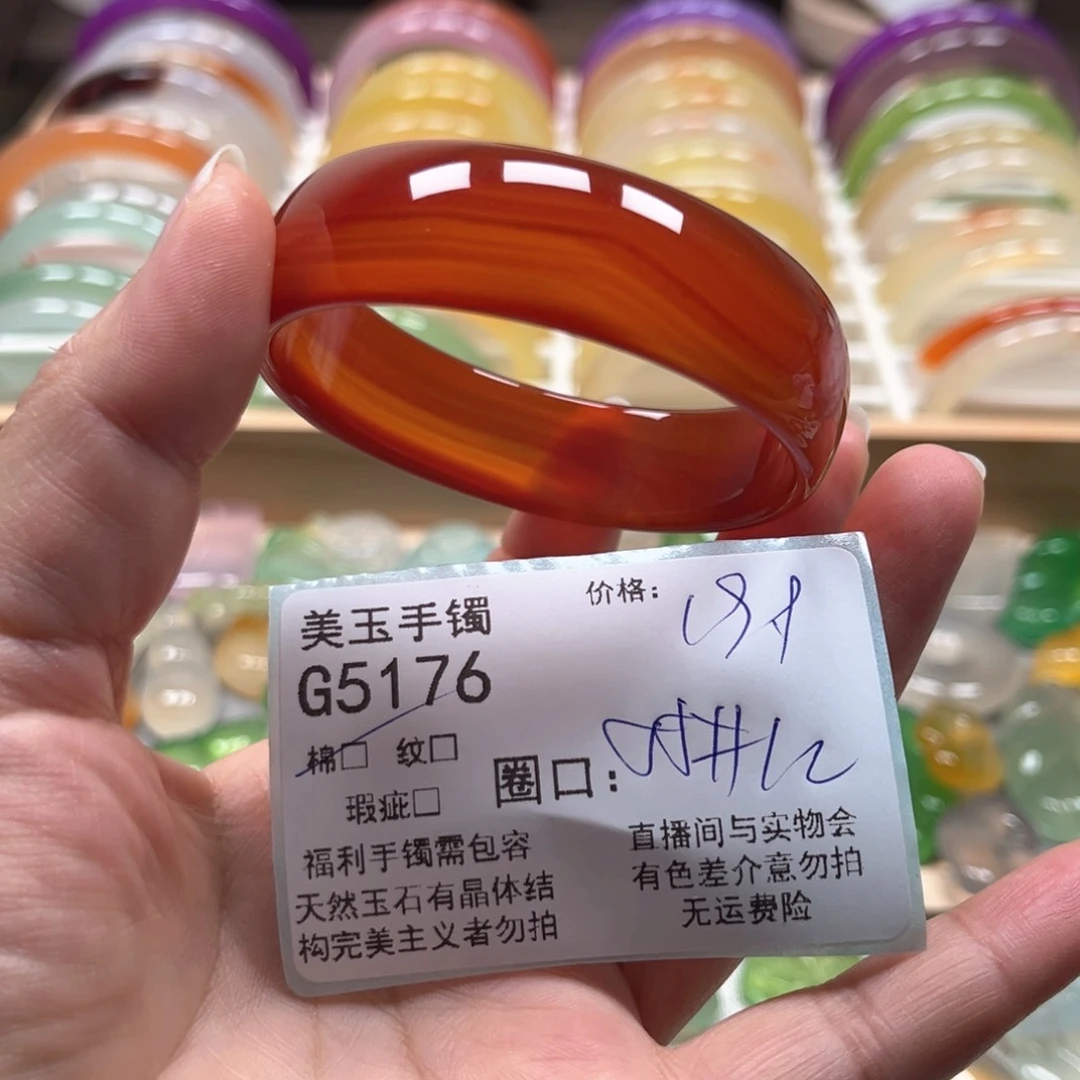 美玉手镯
价格:
G5176
棉□ 纹□
圈口:
瑕疵□
福利手镯需包容
天然玉石有晶体结
构完美主义者勿拍
直播间与实物会
有色差介意勿拍
无运费险